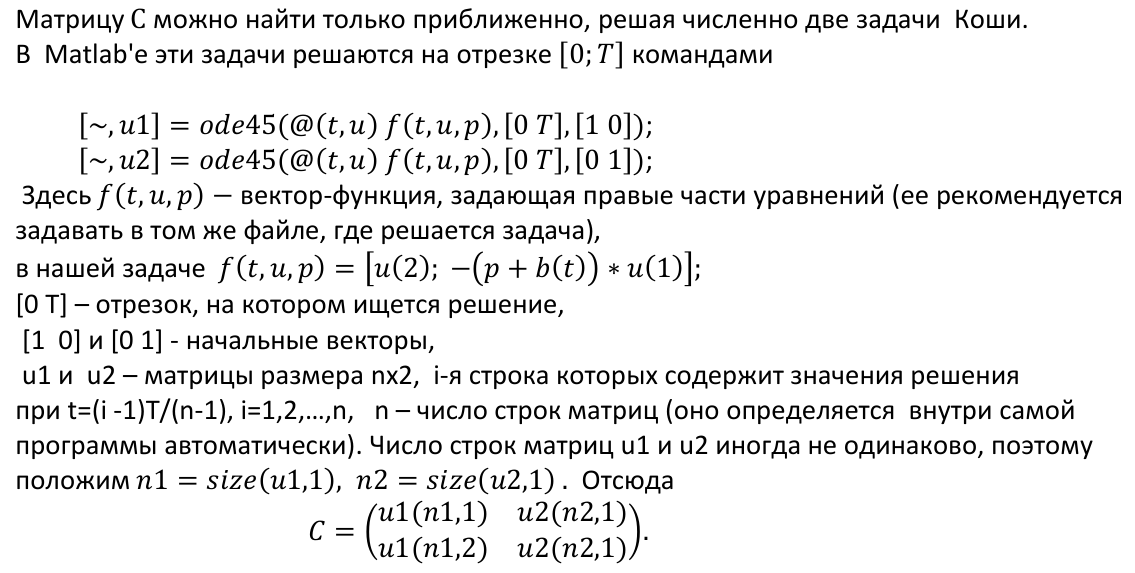 Матрицу C можно найти только приближенно, решая численно две задачи Коши.
В Matlab'е эти задачи решаются на отрезке [0; T] командами
[~, u1] = ode45(@(t, u) f(t, u, p), [0 T], [1 0]);
[~, u2] = ode45(@(t, u) f(t, u, p), [0 T], [0 1]);
Здесь f(t, u, p) − вектор-функция, задающая правые части уравнений (ее рекомендуется
задавать в том же файле, где решается задача),
в нашей задаче f(t, u, p) = [u(2); −(p + b(t)) ∗ u(1)];
[0 T] – отрезок, на котором ищется решение,
[1 0] и [0 1] - начальные векторы,
u1 и u2 – матрицы размера nx2, i-я строка которых содержит значения решения
при t=(i -1)T/(n-1), i=1,2,…,n, n – число строк матриц (оно определяется внутри самой
программы автоматически). Число строк матриц u1 и u2 иногда не одинаково, поэтому
положим n1 = size(u1,1), n2 = size(u2,1) . Отсюда
C = (u1(n1,1) u2(n2,1)
u1(n1,2) u2(n2,1)).